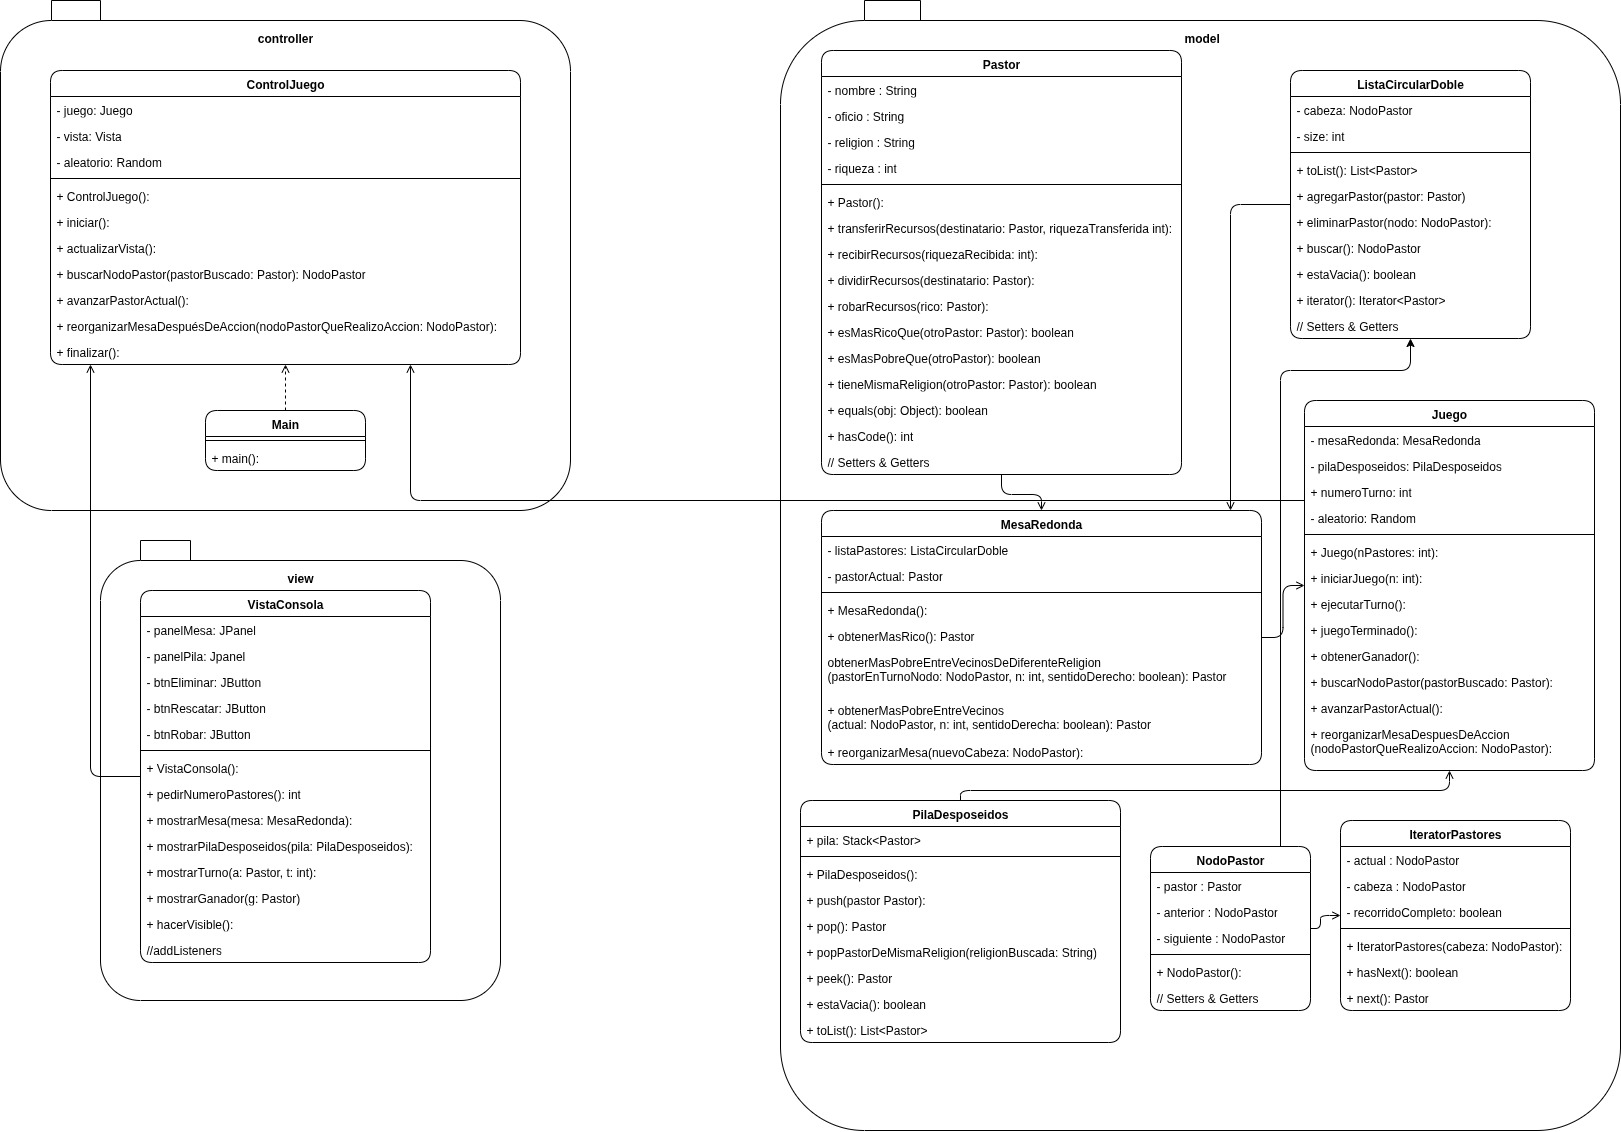 controller
ControlJuego
- juego: Juego
- vista: Vista
- aleatorio: Random
+ ControlJuego():
+ iniciar():
+ actualizarVista():
+ buscarNodoPastor(pastorBuscado: Pastor): NodoPastor
+ avanzarPastorActual():
+ reorganizarMesaDespuésDeAccion(nodoPastorQueRealizoAccion: NodoPastor):
+ finalizar():
Main
+ main():
view
VistaConsola
- panelMesa: JPanel
- panelPila: Jpanel
- btnEliminar: JButton
- btnRescatar: JButton
- btnRobar: JButton
+ VistaConsola():
+ pedirNumeroPastores(): int
+ mostrarMesa(mesa: MesaRedonda):
+ mostrarPilaDesposeidos(pila: PilaDesposeidos):
+ mostrarTurno(a: Pastor, t: int):
+ mostrarGanador(g: Pastor)
+ hacerVisible():
//addListeners
model
Pastor
- nombre : String
- oficio : String
- religion : String
- riqueza : int
+ Pastor():
+ transferirRecursos(destinatario: Pastor, riquezaTransferida int):
+ recibirRecursos(riquezaRecibida: int):
+ dividirRecursos(destinatario: Pastor):
+ robarRecursos(rico: Pastor):
+ esMasRicoQue(otroPastor: Pastor): boolean
+ esMasPobreQue(otroPastor): boolean
+ tieneMismaReligion(otroPastor: Pastor): boolean
+ equals(obj: Object): boolean
+ hasCode(): int
// Setters & Getters
ListaCircularDoble
- cabeza: NodoPastor
- size: int
+ toList(): List<Pastor>
+ agregarPastor(pastor: Pastor)
+ eliminarPastor(nodo: NodoPastor):
+ buscar(): NodoPastor
+ estaVacia(): boolean
+ iterator(): Iterator<Pastor>
// Setters & Getters
MesaRedonda
- listaPastores: ListaCircularDoble
- pastorActual: Pastor
+ MesaRedonda():
+ obtenerMasRico(): Pastor
obtenerMasPobreEntreVecinosDeDiferenteReligion
(pastorEnTurnoNodo: NodoPastor, n: int, sentidoDerecho: boolean): Pastor
+ obtenerMasPobreEntreVecinos
(actual: NodoPastor, n: int, sentidoDerecha: boolean): Pastor
+ reorganizarMesa(nuevoCabeza: NodoPastor):
Juego
- mesaRedonda: MesaRedonda
- pilaDesposeidos: PilaDesposeidos
+ numeroTurno: int
- aleatorio: Random
+ Juego(nPastores: int):
+ iniciarJuego(n: int):
+ ejecutarTurno():
+ juegoTerminado():
+ obtenerGanador():
+ buscarNodoPastor(pastorBuscado: Pastor):
+ avanzarPastorActual():
+ reorganizarMesaDespuesDeAccion
(nodoPastorQueRealizoAccion: NodoPastor):
PilaDesposeidos
+ pila: Stack<Pastor>
+ PilaDesposeidos():
+ push(pastor Pastor):
+ pop(): Pastor
+ popPastorDeMismaReligion(religionBuscada: String)
+ peek(): Pastor
+ estaVacia(): boolean
+ toList(): List<Pastor>
NodoPastor
- pastor : Pastor
- anterior : NodoPastor
- siguiente : NodoPastor
+ NodoPastor():
// Setters & Getters
IteratorPastores
- actual : NodoPastor
- cabeza : NodoPastor
- recorridoCompleto: boolean
+ IteratorPastores(cabeza: NodoPastor):
+ hasNext(): boolean
+ next(): Pastor